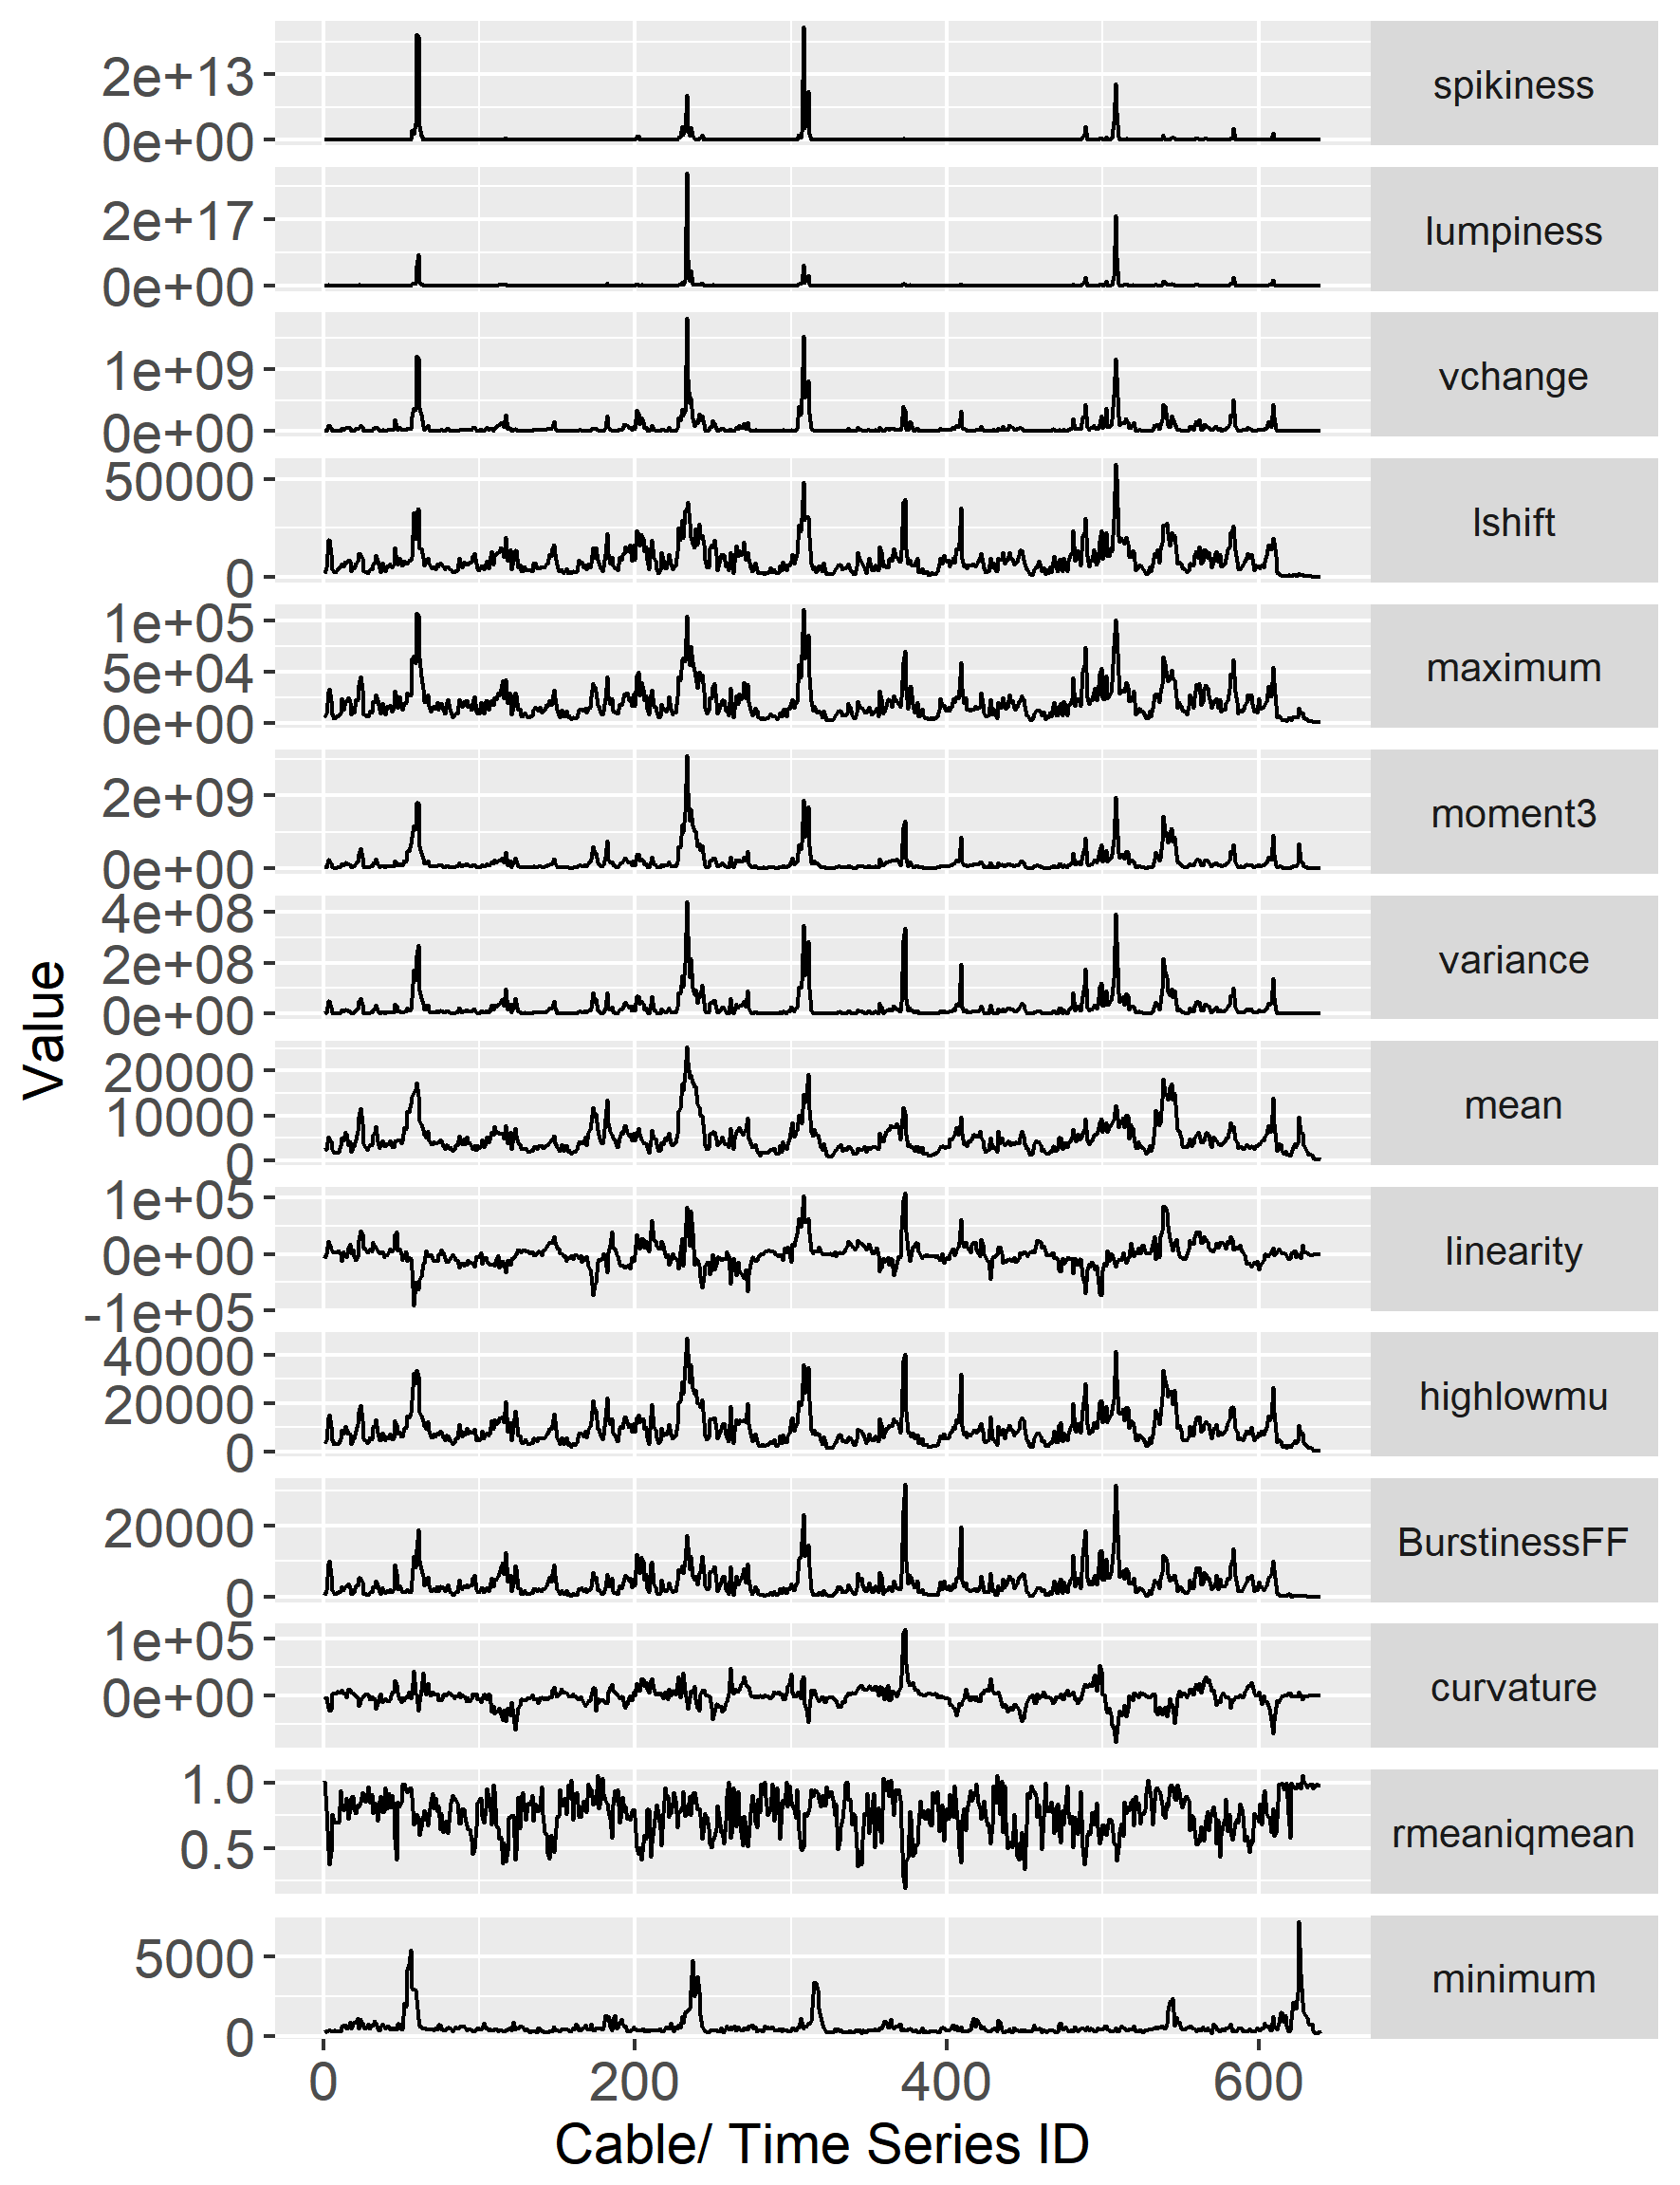 2e+13
0e+00
spikiness
2e+17
0e+00
lumpiness
1e+09
0e+00
vchange
50000
0
lshift
1e+05
5e+04
0e+00
maximum
2e+09
0e+00
moment3
4e+08
2e+08
0e+00
variance
20000
10000
0
mean
1e+05
0e+00
-1e+05
linearity
40000
20000
0
highlowmu
20000
0
BurstinessFF
1e+05
0e+00
curvature
1.0
0.5
rmeaniqmean
5000
0
minimum
Value
0 200 400 600
Cable/ Time Series ID